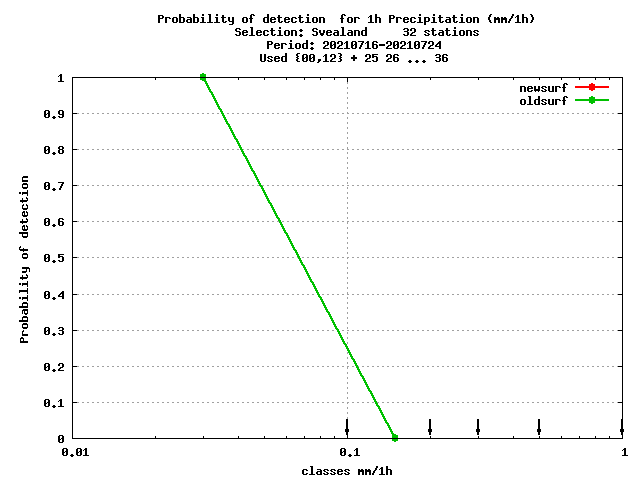 Probability of detection  for 1h Precipitation (mm/1h)
Selection: Svealand     32 stations
Period: 20210716-20210724
Used {00,12} + 25 26 ... 36
newsurf
oldsurf
Probability of detection
1
0.9
0.8
0.7
0.6
0.5
0.4
0.3
0.2
0.1
0
0.01
0.1
1
classes mm/1h